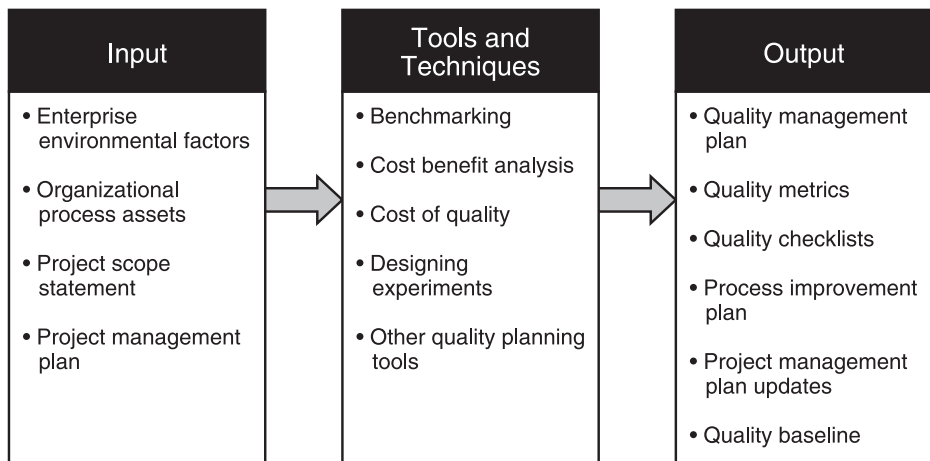 Input
• Enterprise
environmental factors
• Organizational
process assets
• Project scope
statement
• Project management
plan
Tools and
Techniques
• Benchmarking
• Cost benefit analysis
• Cost of quality
• Designing
experiments
• Other quality planning
tools
Output
• Quality management
plan
• Quality metrics
• Quality checklists
• Process improvement
plan
• Project management
plan updates
• Quality baseline